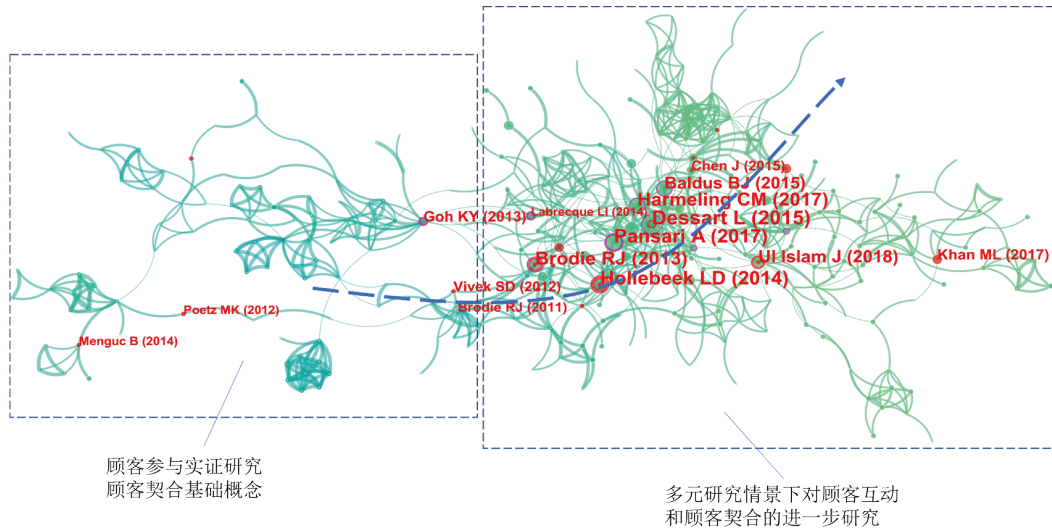 Chen J (2015)
Baldus BJ (2015)
Harmeling CM (2017)
Goh KY (2013)
Labrecque LI (2014)
Dessart L (2015)
Pansari A (2017)
Brodie RJ (2013)
Ul Islam J (2018)
Khan ML (2017)
Hollebeek LD (2014)
Vivek SD (2012)
Brodie RJ (2011)
Poetz MK (2012)
Menguc B (2014)
顾客参与实证研究
顾客契合基础概念
多元研究情景下对顾客互动
和顾客契合的进一步研究